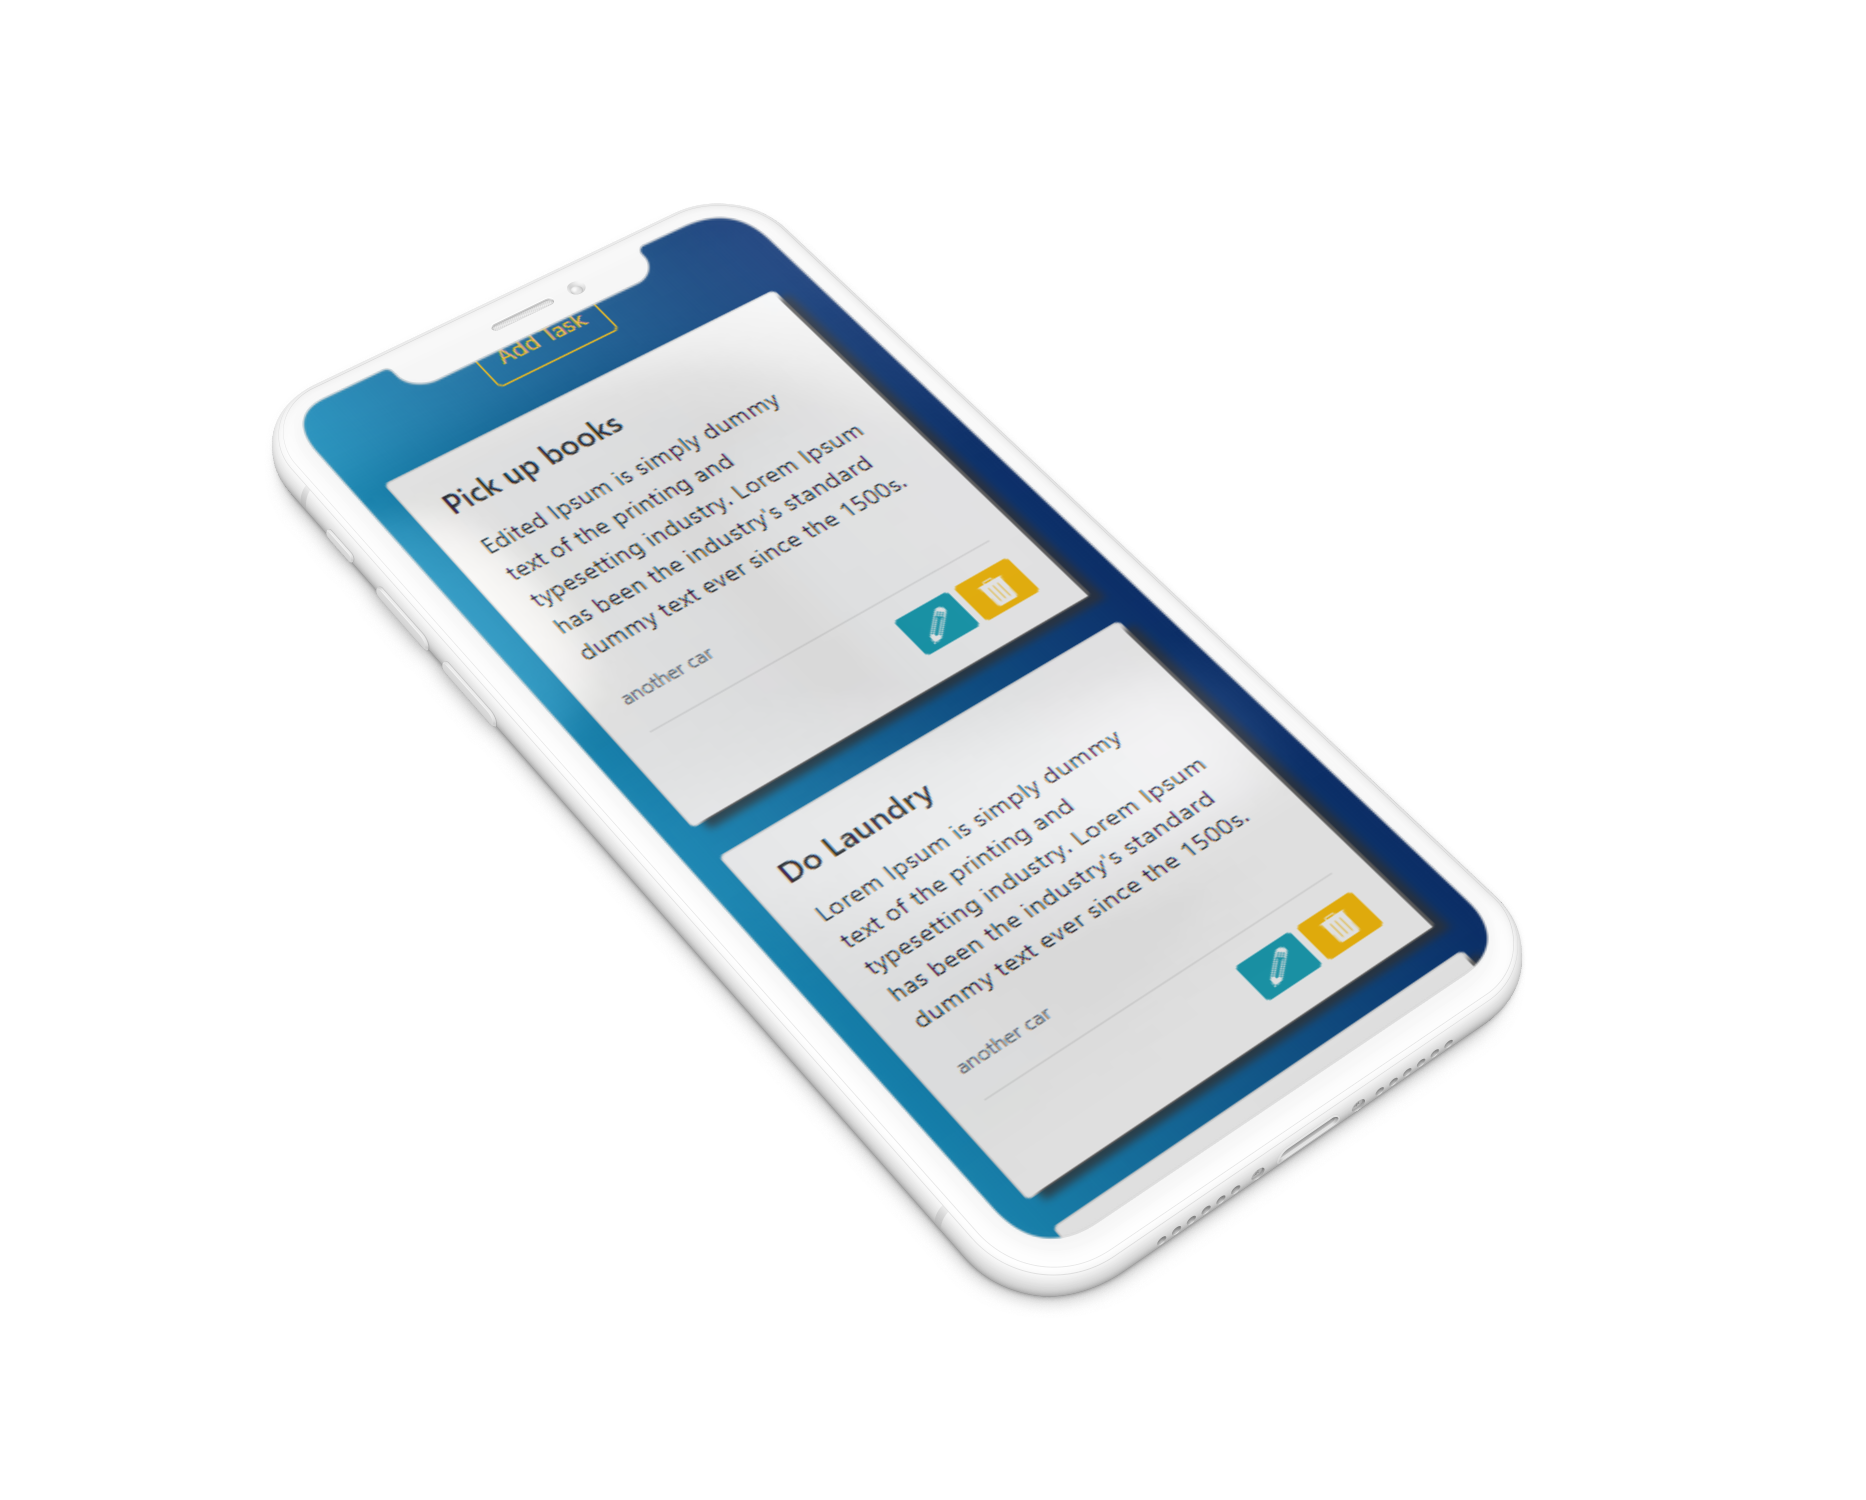 Add Task
Pick up books
Edited Ipsum is simply dummy
text of the printing and
typesetting industry. Lorem Ipsum
has been the industry's standard
dummy text ever since the 1500s.
another car
Do Laundry
Lorem Ipsum is simply dummy
text of the printing and
typesetting industry. Lorem Ipsum
has been the industry's standard
dummy text ever since the 1500s.
another car